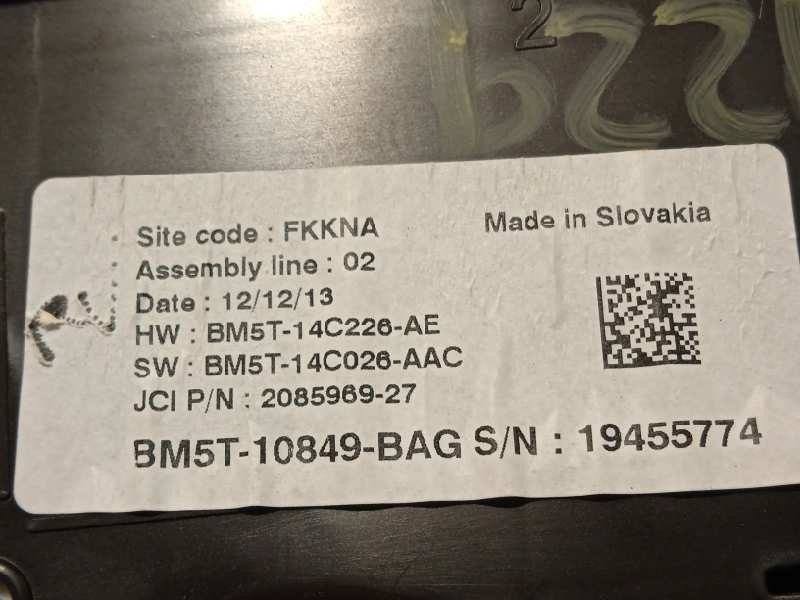 2
Site code : FKKNA
Made in Slovakia
Assembly line : 02
Date : 12/12/13
HW : BM5T-14C226-AE
SW : BM5T-14C026-AAC
JCI P/N : 2085969-27
BM5T-10849-BAG S/N : 19455774